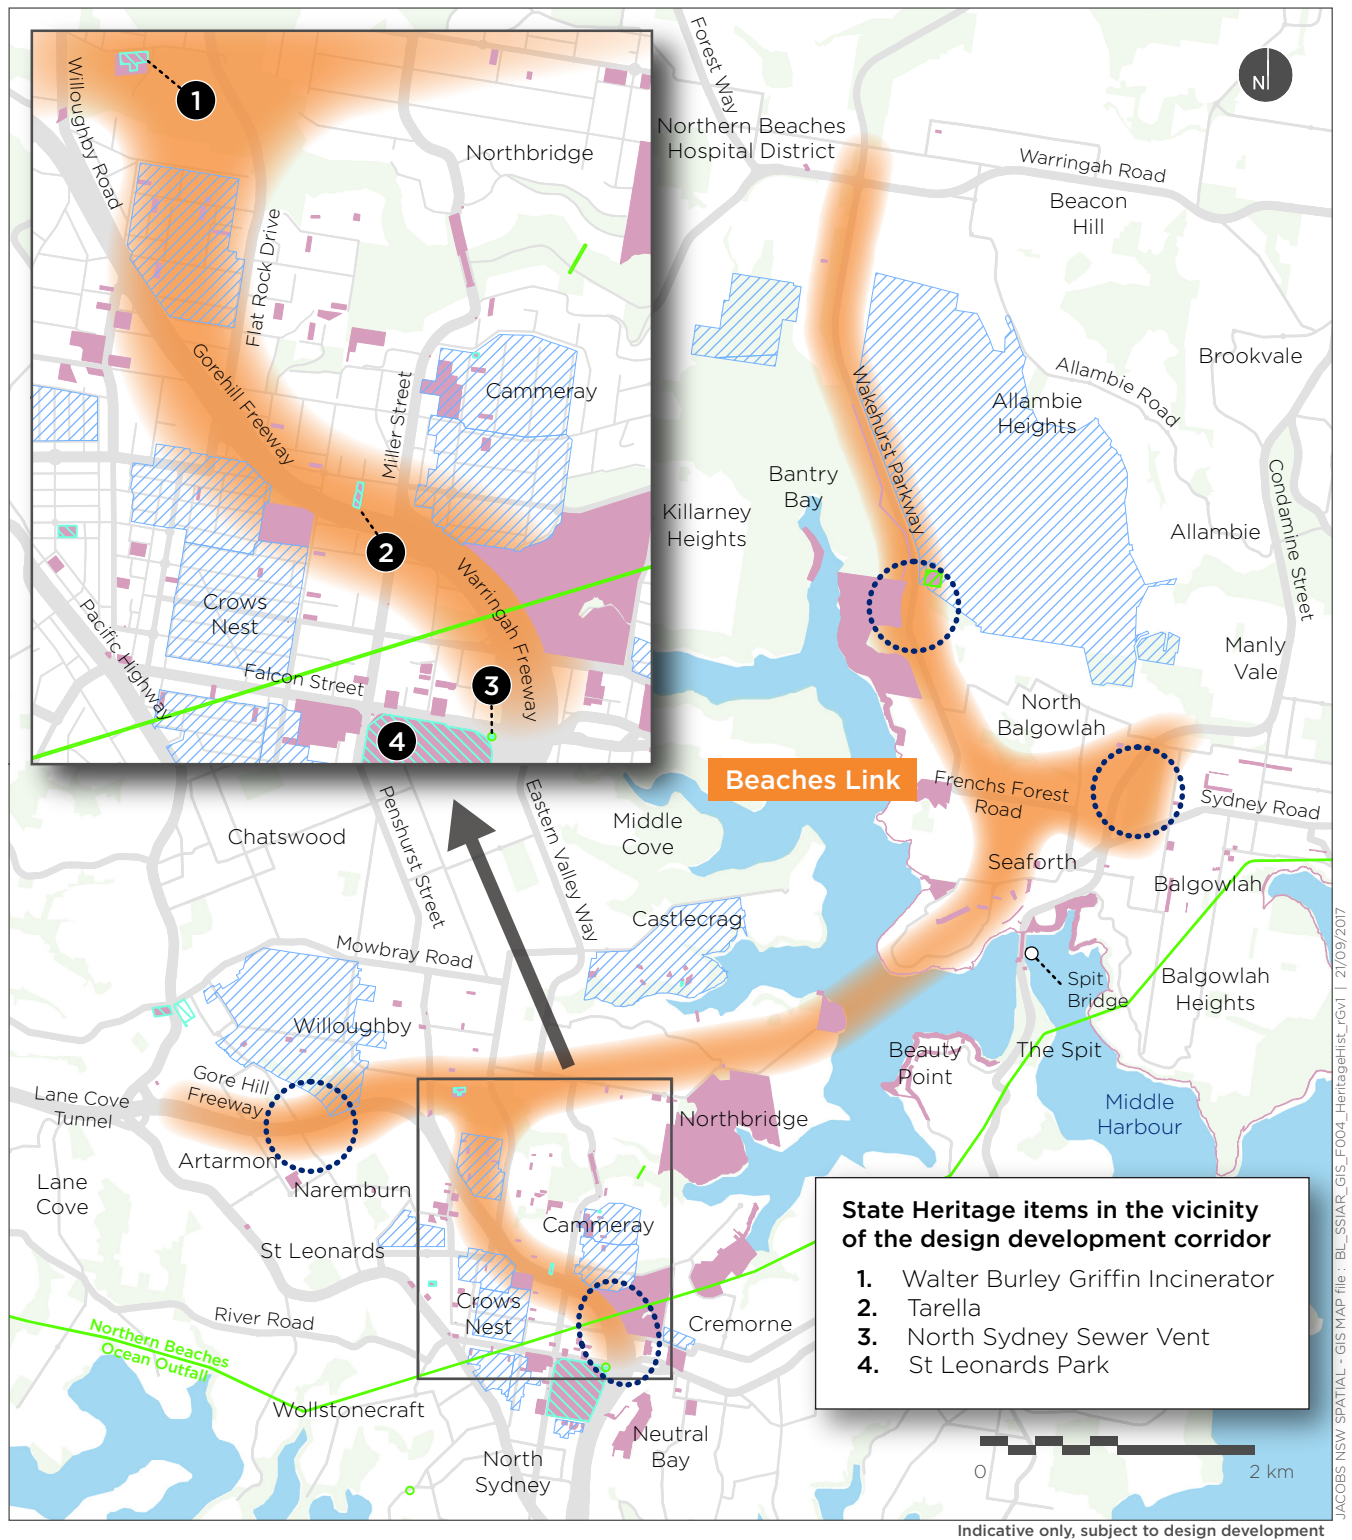 Willoughby Road
1
Northbridge
Flat Rock Drive
Gorehill Freeway
Miller Street
Cammeray
2
Crows
Nest
Pacific Highway
Falcon Street
Warringah Freeway
3
4
Forest Way
N
Northern Beaches
Hospital District
Warringah Road
Beacon
Hill
Brookvale
Allambie Road
Allambie
Heights
Wakehurst Parkway
Bantry
Bay
Killarney
Heights
Condamine Street
Allambie
Manly
Vale
North
Balgowlah
Beaches Link
Frenchs Forest
Road
Sydney Road
Seaforth
Balgowlah
Middle
Cove
Chatswood
Penshurst Street
Eastern Valley Way
Castlecrag
Mowbray Road
Spit
Bridge
Balgowlah
Heights
Willoughby
Beauty
Point
The Spit
Gore Hill
Freeway
Lane Cove
Tunnel
Northbridge
Middle
Harbour
Artarmon
Lane
Cove
Naremburn
Cammeray
St Leonards
River Road
Crows
Nest
Cremorne
Northern Beaches
Ocean Outfall
Wollstonecraft
North
Sydney
Neutral
Bay
State Heritage items in the vicinity
of the design development corridor
1. Walter Burley Griffin Incinerator
2. Tarella
3. North Sydney Sewer Vent
4. St Leonards Park
0 2 km
JACOBS NSW SPATIAL - GIS MAP file : BL_SSIAR_GIS_F004_HeritageHist_rGv1 | 21/09/2017
Indicative only, subject to design development